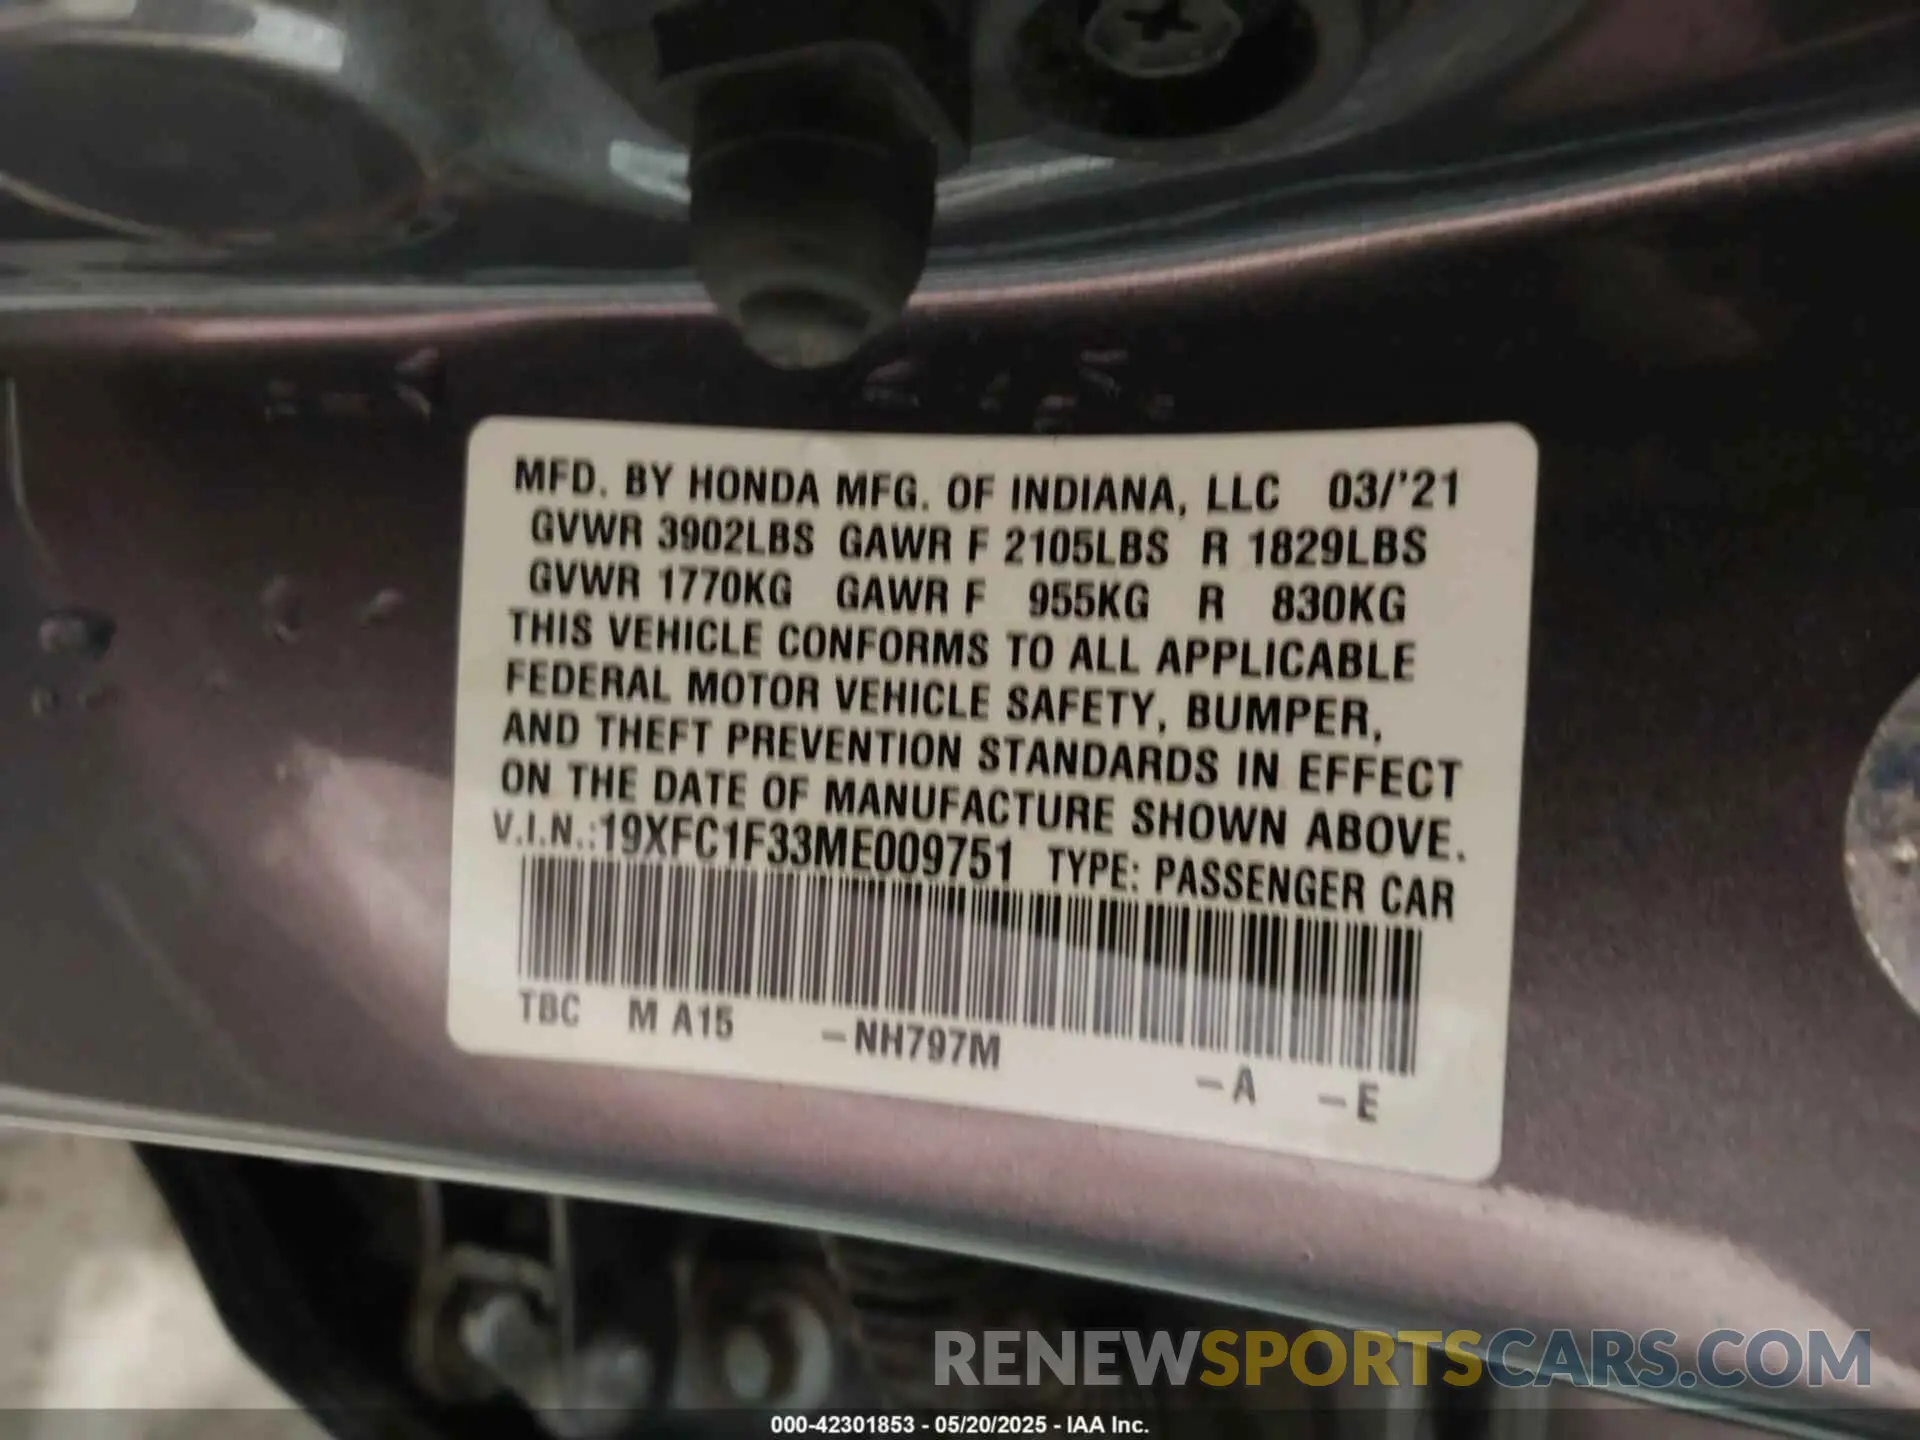 MFD. BY HONDA MFG. OF INDIANA, LLC 03/'21
GVWR 3902LBS GAWR F 2105LBS R 1829LBS
GVWR 1770KG GAWR F 955KG R 830KG
THIS VEHICLE CONFORMS TO ALL APPLICABLE
FEDERAL MOTOR VEHICLE SAFETY, BUMPER,
AND THEFT PREVENTION STANDARDS IN EFFECT
ON THE DATE OF MANUFACTURE SHOWN ABOVE.
V.I.N.:19XFC1F33ME009751 TYPE: PASSENGER CAR
TBC M A15 -NH797M -A -E
RENEWSPORTSCARS.COM
000-42301853 - 05/20/2025 - IAA Inc.